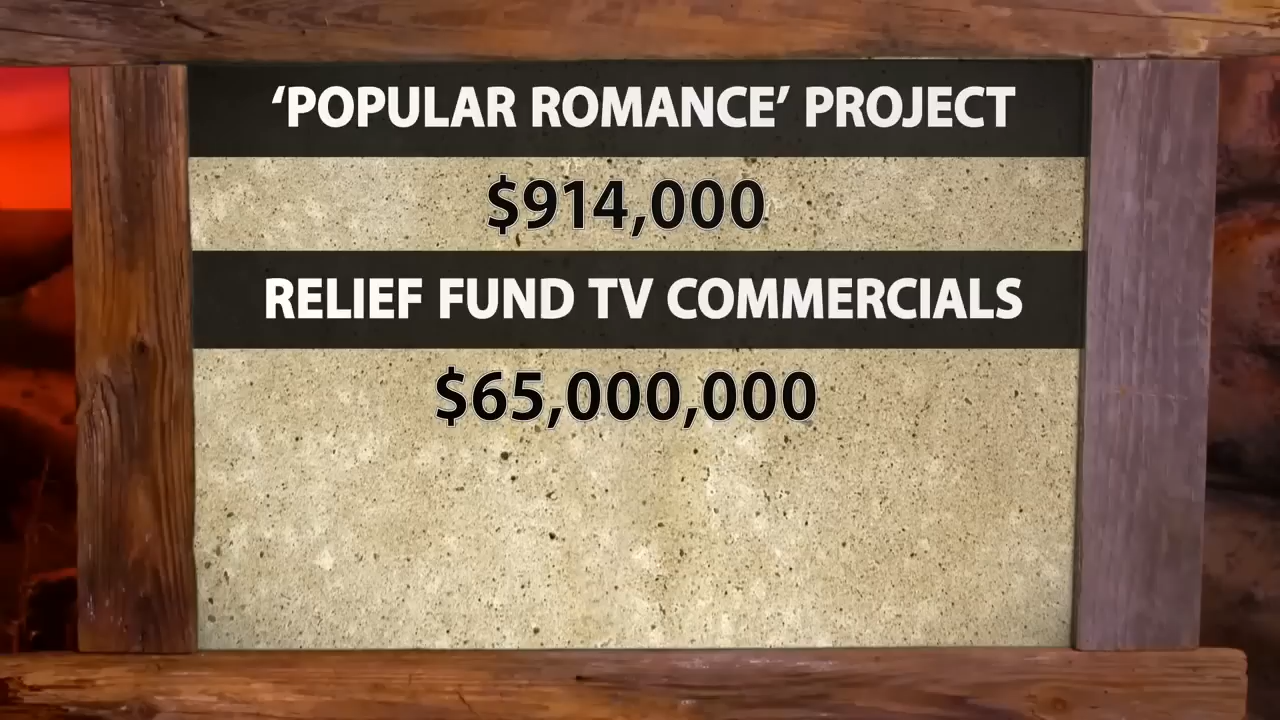 ‘POPULAR ROMANCE’ PROJECT
$914,000
RELIEF FUND TV COMMERCIALS
$65,000,000